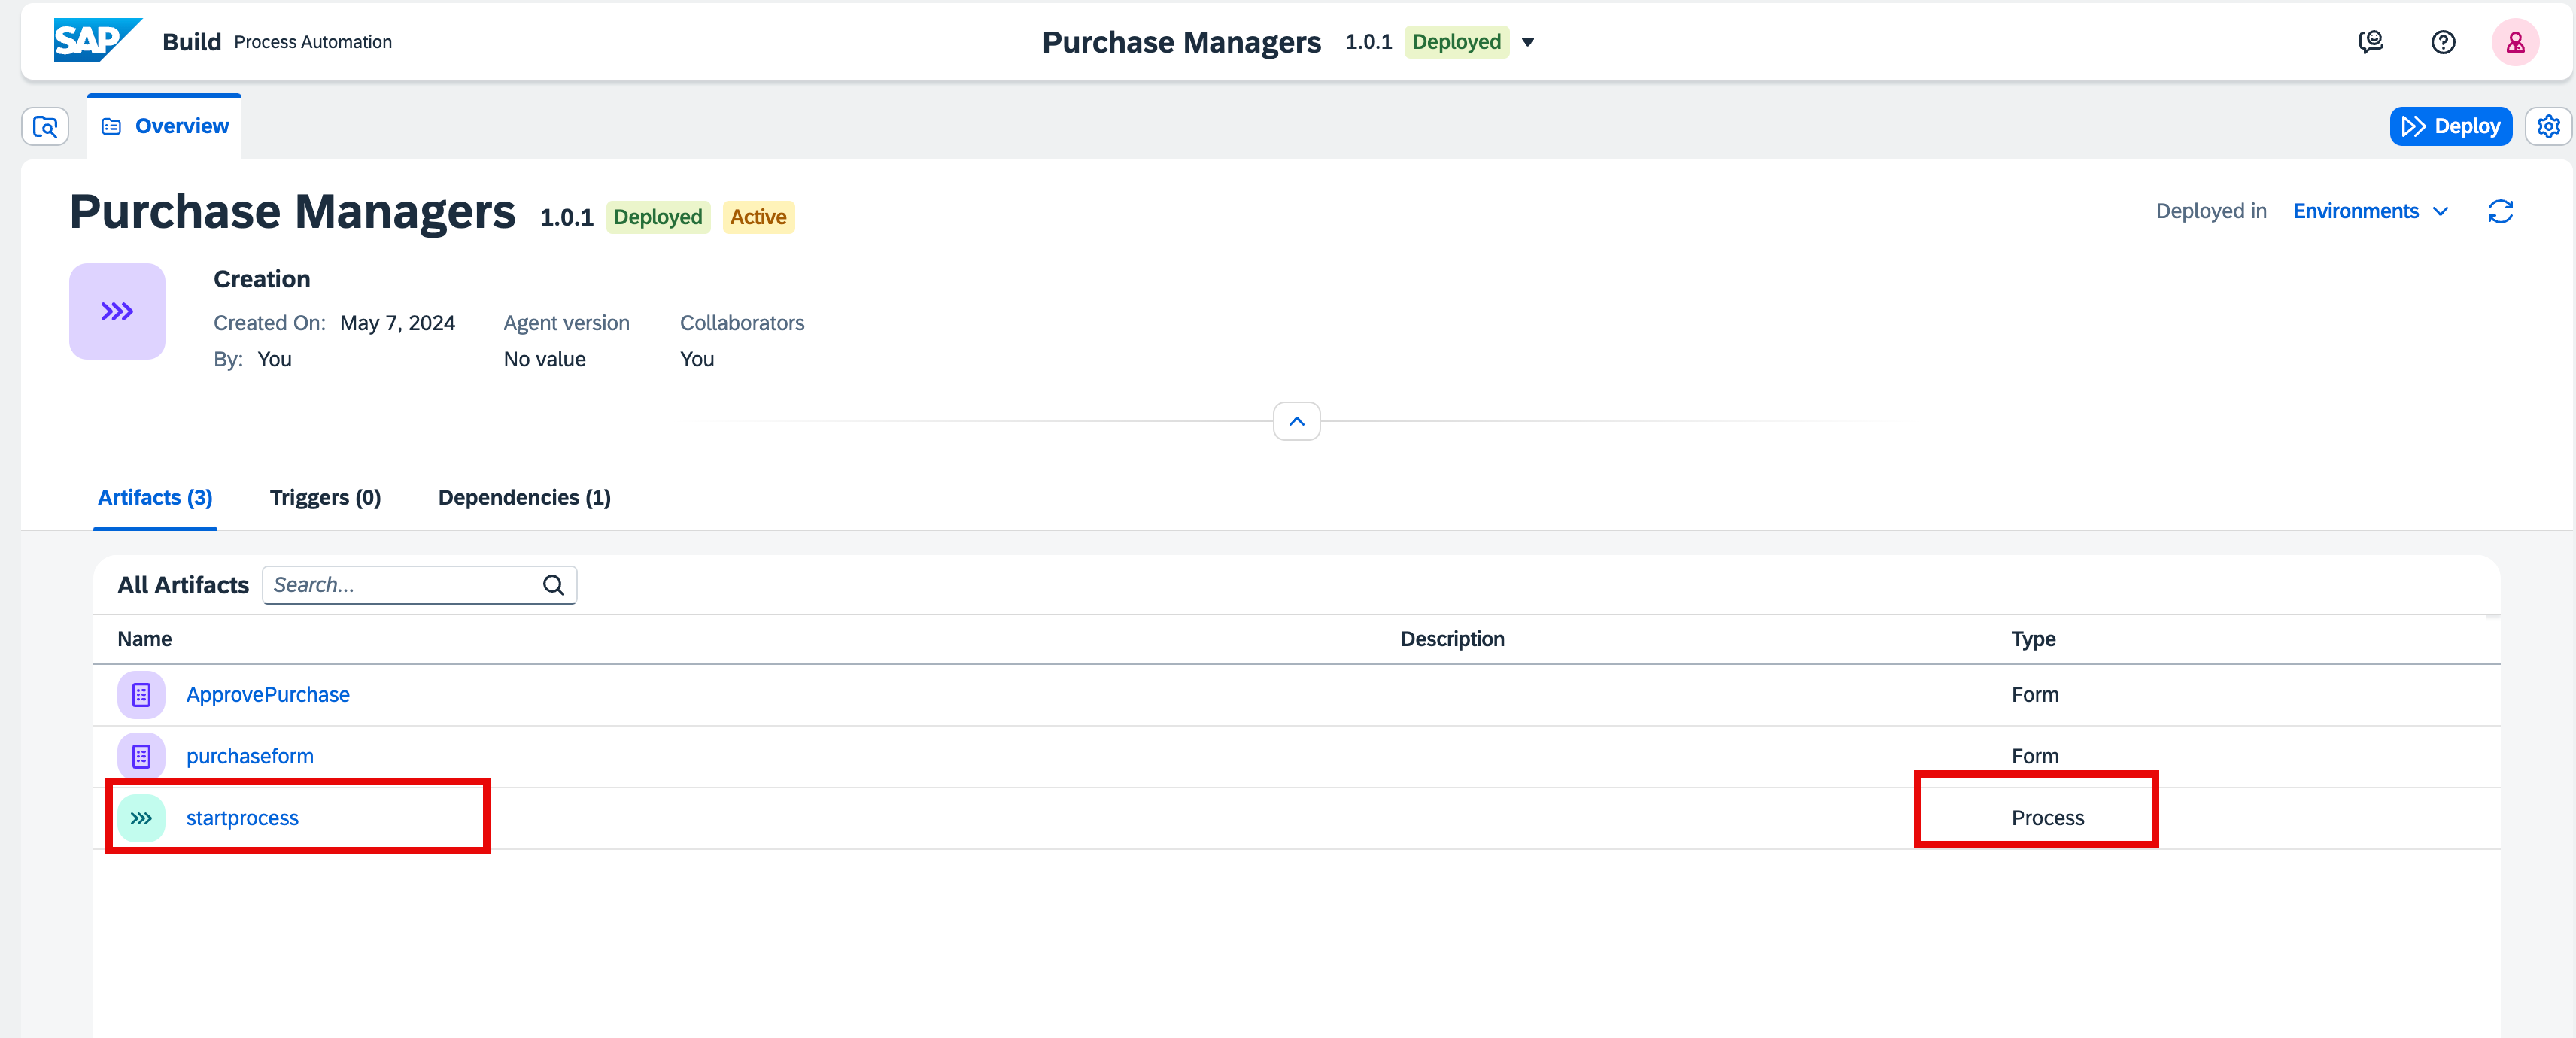 SAP Build Process Automation Purchase Managers 1.0.1 Deployed
Overview Deploy
Purchase Managers 1.0.1 Deployed Active Deployed in Environments
Creation
Created On: May 7, 2024 Agent version Collaborators
By: You No value You
Artifacts (3) Triggers (0) Dependencies (1)
All Artifacts Search...
Name Description Type
ApprovePurchase Form
purchaseform Form
startprocess Process